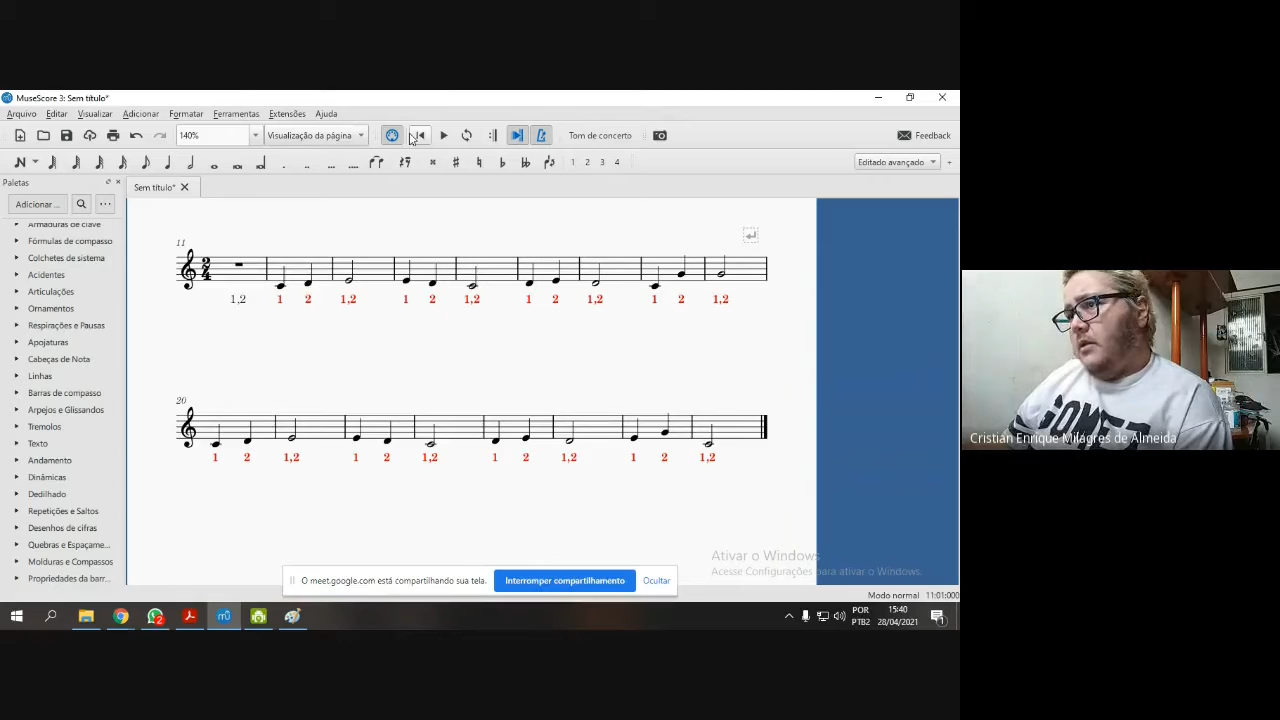 MuseScore 3: Sem título*
Arquivo Editar Visualizar Adicionar Formatar Ferramentas Extensões Ajuda
140% Visualização da página Tom de concerto Feedback
1 2 3 4 Editado avançado
Paletas
Sem título*
Adicionar...
Armaduras de clave
Fórmulas de compasso
Colchetes de sistema
Acidentes
Articulações
Ornamentos
Respirações e Pausas
Apojaturas
Cabeças de Nota
Linhas
Barras de compasso
Arpejos e Glissandos
Tremolos
Texto
Andamento
Dinâmicas
Dedilhado
Repetições e Saltos
Desenhos de cifras
Quebras e Espaçame...
Molduras e Compassos
Propriedades da barr...
11
2
4
1,2 1 2 1,2 1 2 1,2 1 2 1,2 1 2 1,2
20
1 2 1,2 1 2 1,2 1 2 1,2 1 2 1,2
Ativar o Windows
Acesse Configurações para ativar o Windows.
O meet.google.com está compartilhando sua tela. Interromper compartilhamento Ocultar
Modo normal 11:01:000
2
POR
PTB2
15:40
28/04/2021
1
Cristian Enrique Milagres de Almeida